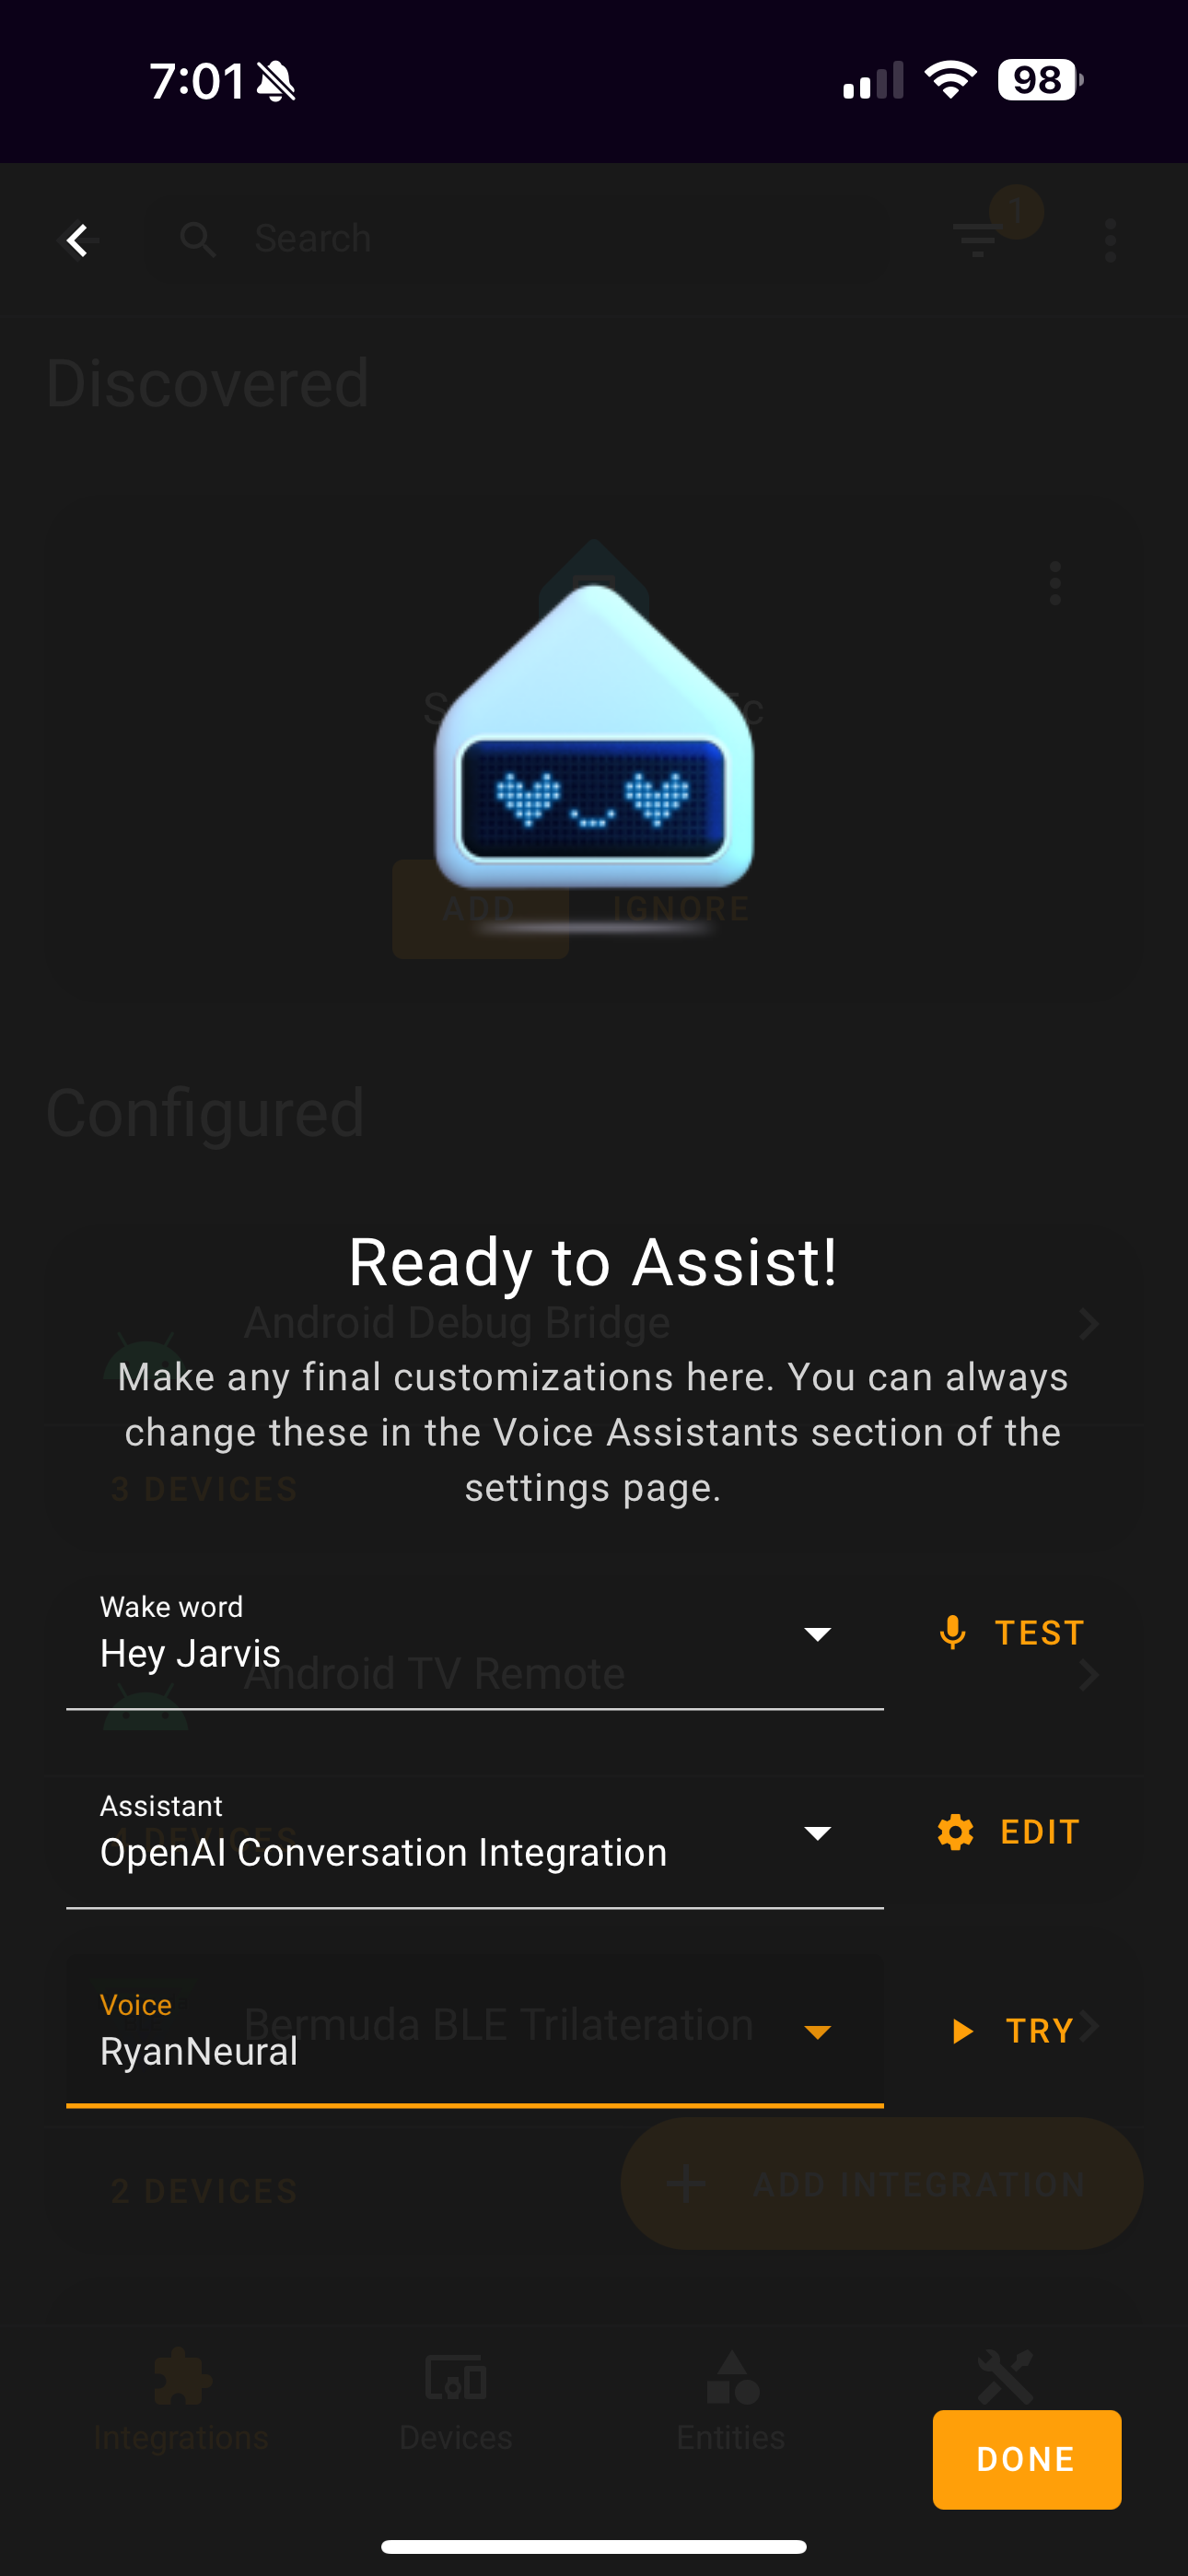 7:01
98
Search
1
Discovered
ADD
IGNORE
Configured
Ready to Assist!
Android Debug Bridge
Make any final customizations here. You can always
change these in the Voice Assistants section of the
settings page.
3 DEVICES
Wake word
Hey Jarvis
TEST
Android TV Remote
Assistant
DEVICES
OpenAI Conversation Integration
EDIT
Voice
Bermuda BLE Trilateration
RyanNeural
TRY
2 DEVICES
ADD INTEGRATION
Integrations
Devices
Entities
DONE